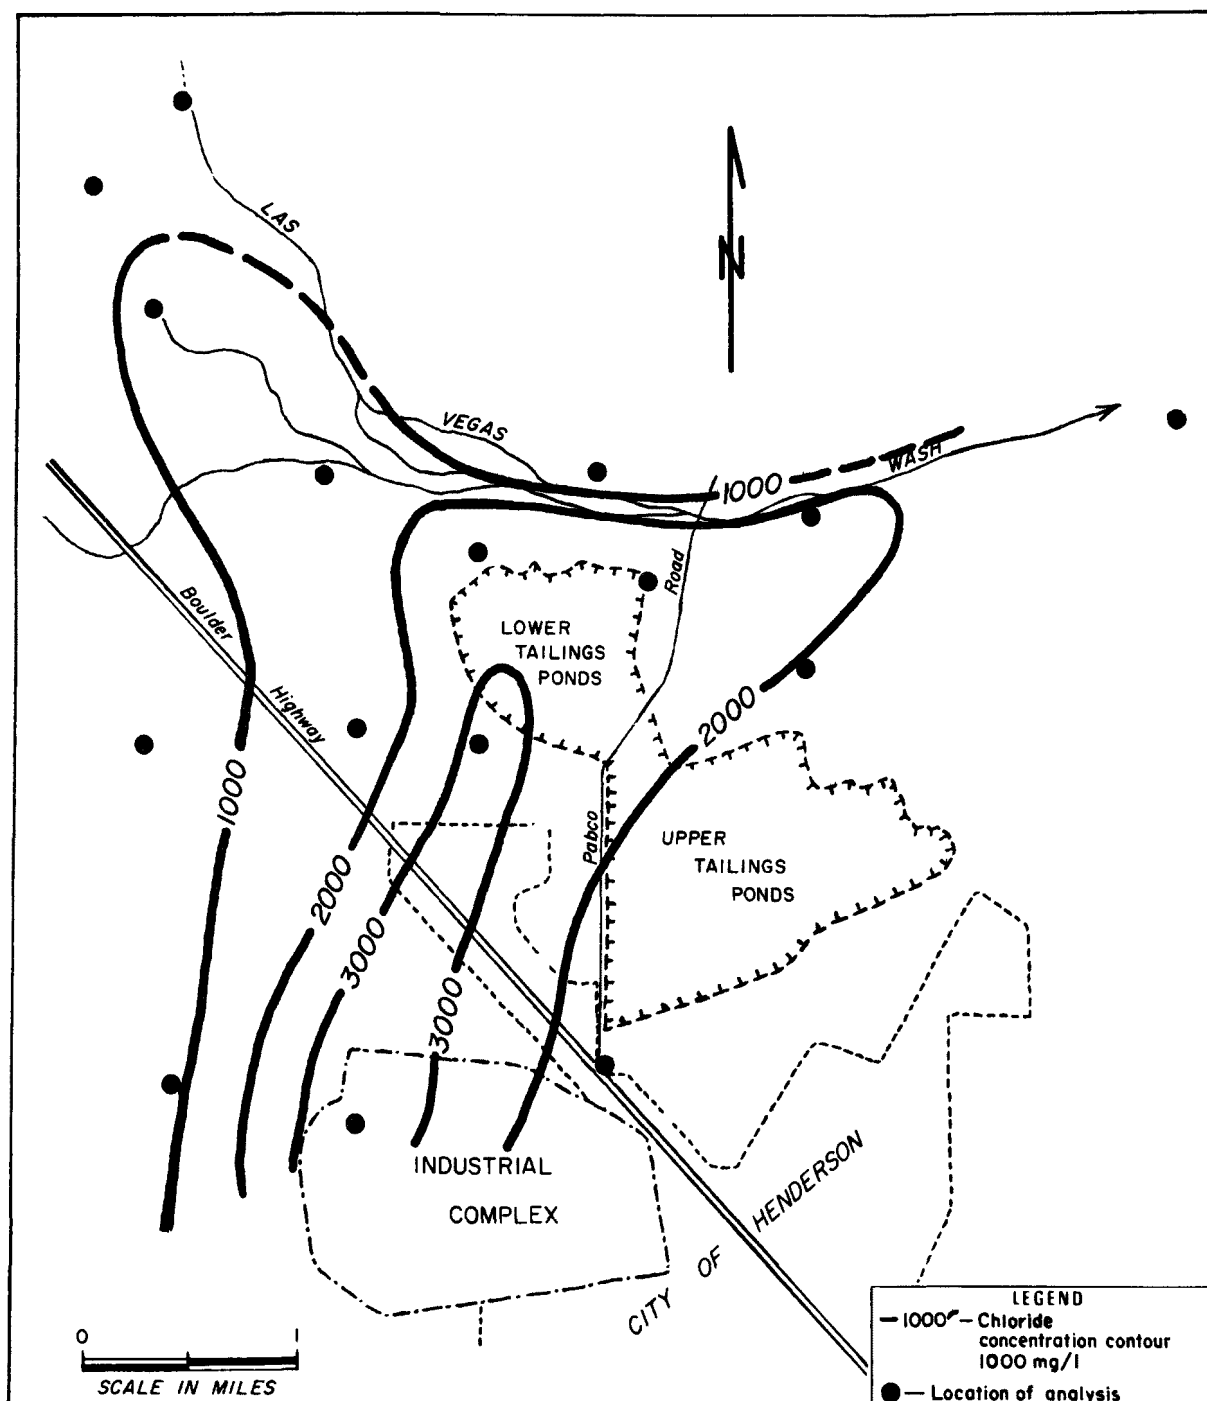 LAS
N
VEGAS
WASH
1000
Road
Boulder
LOWER
TAILINGS
PONDS
Highway
2000
1000
Pabco
UPPER
TAILINGS
PONDS
2000
3000
3000
INDUSTRIAL
COMPLEX
CITY OF HENDERSON
0 1
SCALE IN MILES
LEGEND
1000 — Chloride
concentration contour
1000 mg/l
— Location of analysis